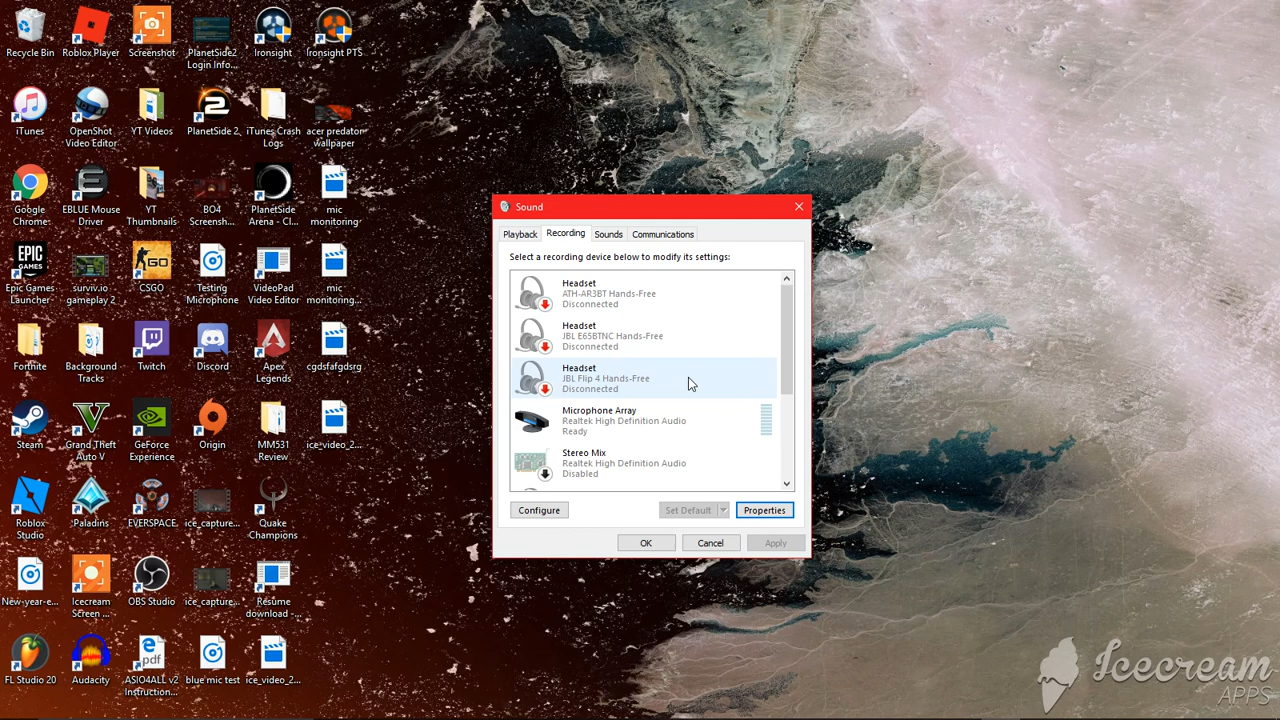 Recycle Bin
Roblox Player
Screenshot
PlanetSide2
Login Info...
Ironsight
Ironsight PTS
iTunes
OpenShot
Video Editor
YT Videos
PlanetSide 2
iTunes Crash
Logs
acer predator
wallpaper
Google
Chrome
EBLUE Mouse
Driver
YT
Thumbnails
BO4
Screensh...
PlanetSide
Arena - Cl...
mic
monitoring
EPIC
GAMES
Epic Games
Launcher
surviv.io
gameplay 2
GO
CSGO
Testing
Microphone
VideoPad
Video Editor
mic
monitoring...
Fortnite
Background
Tracks
Twitch
Discord
Apex
Legends
cgdsfafgdsrg
Steam
Grand Theft
Auto V
GeForce
Experience
Origin
MM531
Review
ice_video_2...
Roblox
Studio
Paladins
EVERSPACE
ice_capture...
Quake
Champions
New-year-e...
Icecream
Screen ...
OBS Studio
ice_capture...
Resume
download -...
FL Studio 20
Audacity
pdf
ASIO4ALL v2
Instruction...
blue mic test
ice_video_2...
Sound
Playback
Recording
Sounds
Communications
Select a recording device below to modify its settings:
Headset
ATH-AR3BT Hands-Free
Disconnected
Headset
JBL E65BTNC Hands-Free
Disconnected
Headset
JBL Flip 4 Hands-Free
Disconnected
Microphone Array
Realtek High Definition Audio
Ready
Stereo Mix
Realtek High Definition Audio
Disabled
Configure
Set Default
Properties
OK
Cancel
Apply
Icecream
APPS